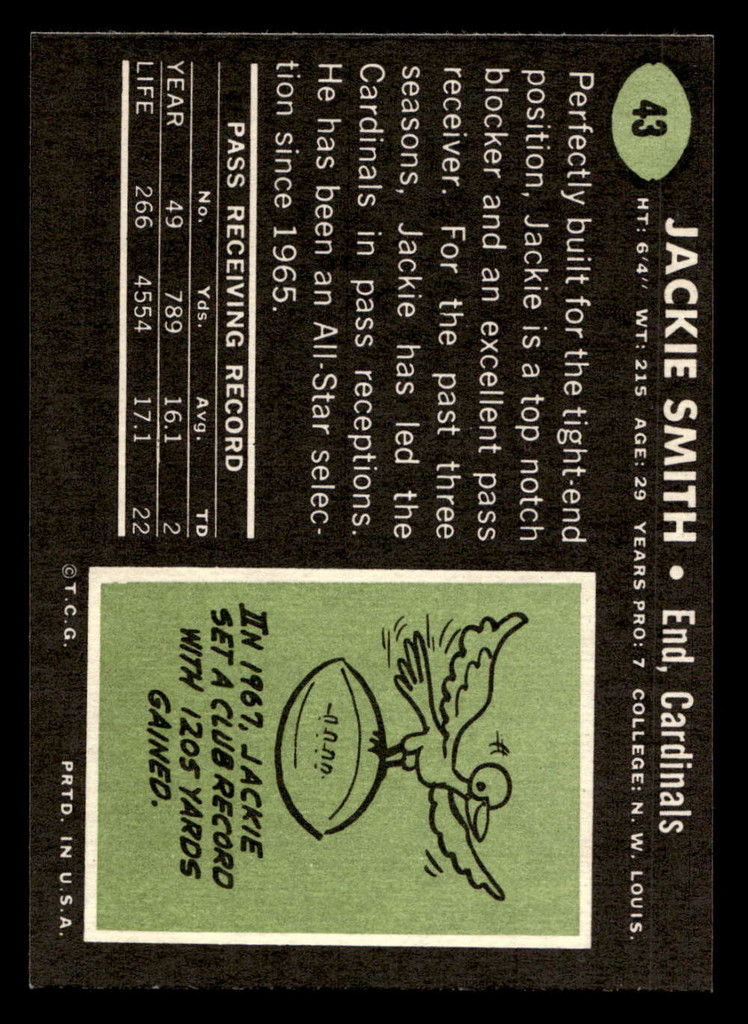 43
JACKIE SMITH • End, Cardinals
HT: 6'4" WT: 215 AGE: 29 YEARS PRO: 7 COLLEGE: N. W. LOUIS.
Perfectly built for the tight-end
position, Jackie is a top notch
blocker and an excellent pass
receiver. For the past three
seasons, Jackie has led the
Cardinals in pass receptions.
He has been an All-Star selec-
tion since 1965.
PASS RECEIVING RECORD
No. Yds. Avg. TD
YEAR 49 789 16.1 2
LIFE 266 4554 17.1 22
IN 1967, JACKIE
SET A CLUB RECORD
WITH 1205 YARDS
GAINED.
© T.C.G. PRTD. IN U.S.A.